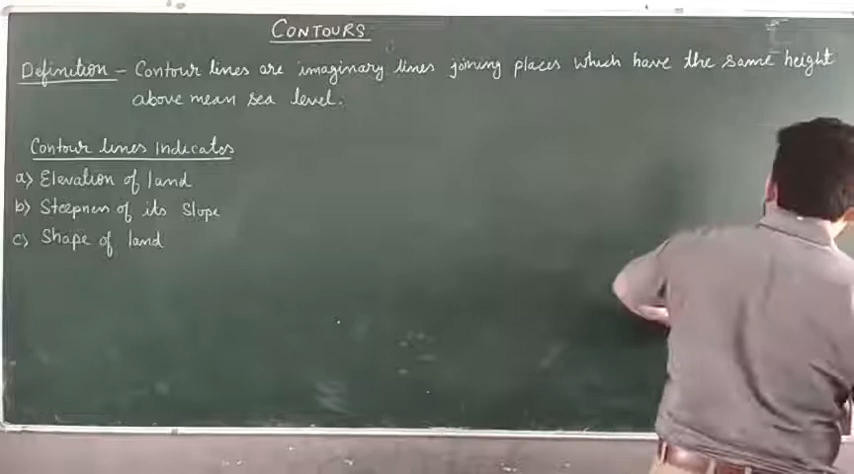 CONTOURS
Definition - Contour lines are imaginary lines joining places which have the same height
above mean sea level.
Contour lines Indicates
a) Elevation of land
b) Steepness of its Slope
c) Shape of land